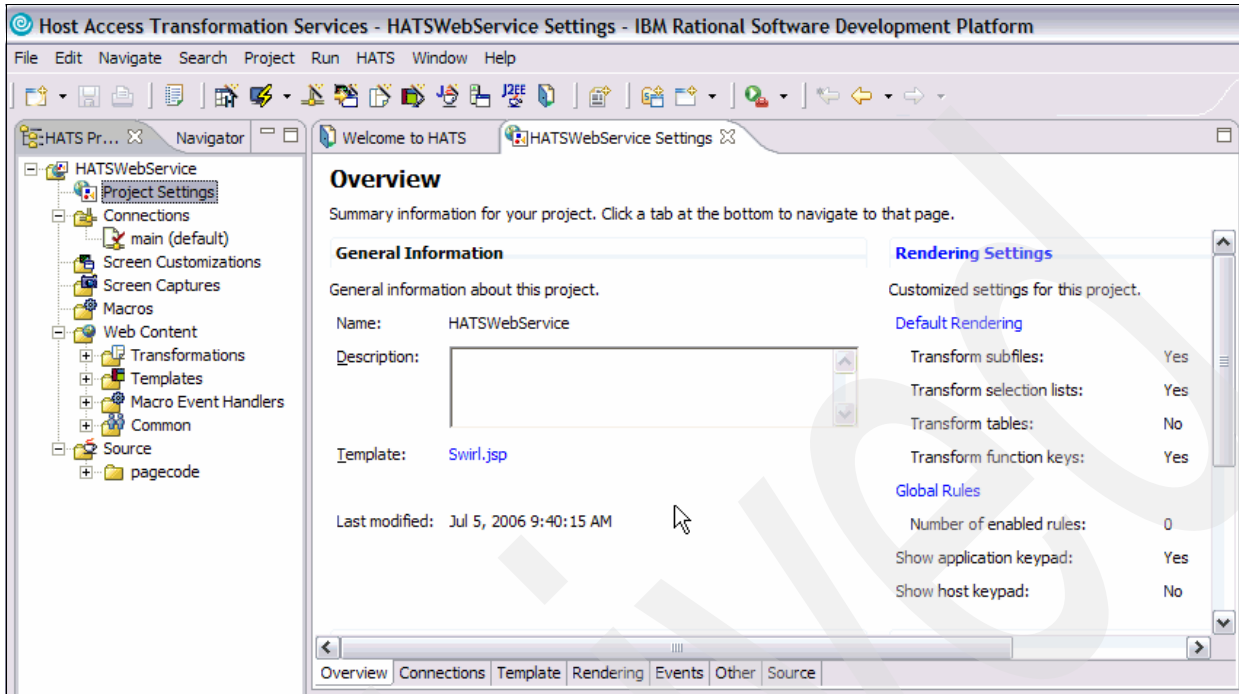 Host Access Transformation Services - HATSWebService Settings - IBM Rational Software Development Platform
File Edit Navigate Search Project Run HATS Window Help
J2EE
HATS Pr... Navigator
Welcome to HATS HATSWebService Settings
HATSWebService
Project Settings
Connections
main (default)
Screen Customizations
Screen Captures
Macros
Web Content
Transformations
Templates
Macro Event Handlers
Common
Source
pagecode
Overview
Summary information for your project. Click a tab at the bottom to navigate to that page.
General Information
General information about this project.
Name: HATSWebService
Description:
Template: Swirl.jsp
Last modified: Jul 5, 2006 9:40:15 AM
Rendering Settings
Customized settings for this project.
Default Rendering
Transform subfiles: Yes
Transform selection lists: Yes
Transform tables: No
Transform function keys: Yes
Global Rules
Number of enabled rules: 0
Show application keypad: Yes
Show host keypad: No
Overview Connections Template Rendering Events Other Source